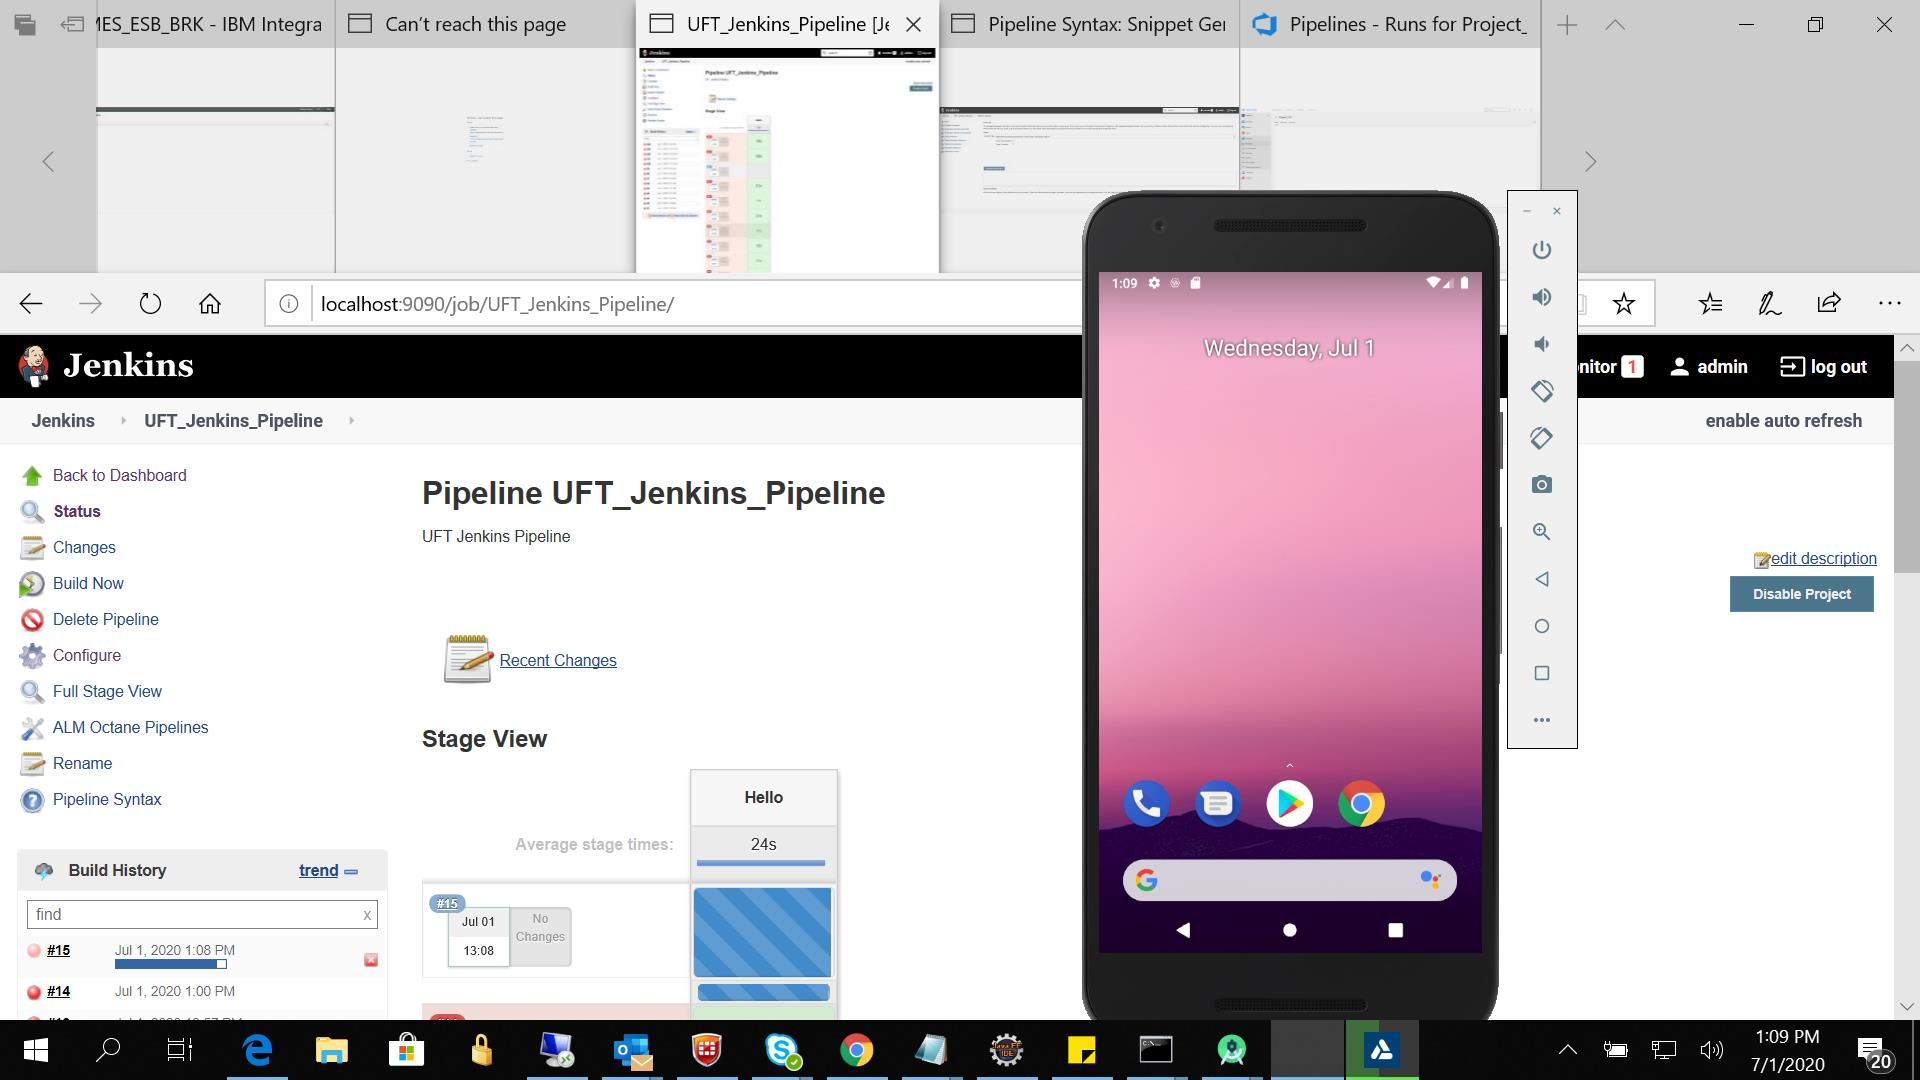 MES_ESB_BRK - IBM Integra
Can't reach this page
UFT_Jenkins_Pipeline [Je
Pipeline Syntax: Snippet Ger
Pipelines - Runs for Project_
localhost:9090/job/UFT_Jenkins_Pipeline/
Jenkins
nitor 1
admin
log out
Jenkins
UFT_Jenkins_Pipeline
enable auto refresh
Back to Dashboard
Status
Changes
Build Now
Delete Pipeline
Configure
Full Stage View
ALM Octane Pipelines
Rename
Pipeline Syntax
Build History
trend
find
x
#15
Jul 1, 2020 1:08 PM
#14
Jul 1, 2020 1:00 PM
Pipeline UFT_Jenkins_Pipeline
UFT Jenkins Pipeline
edit description
Disable Project
Recent Changes
Stage View
Hello
Average stage times:
24s
#15
Jul 01
13:08
No
Changes
1:09
Wednesday, Jul 1
1:09 PM
7/1/2020
20